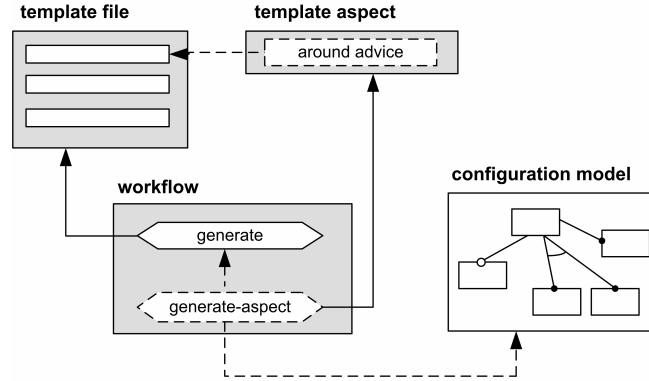 template file
template aspect
around advice
configuration model
workflow
generate
generate-aspect